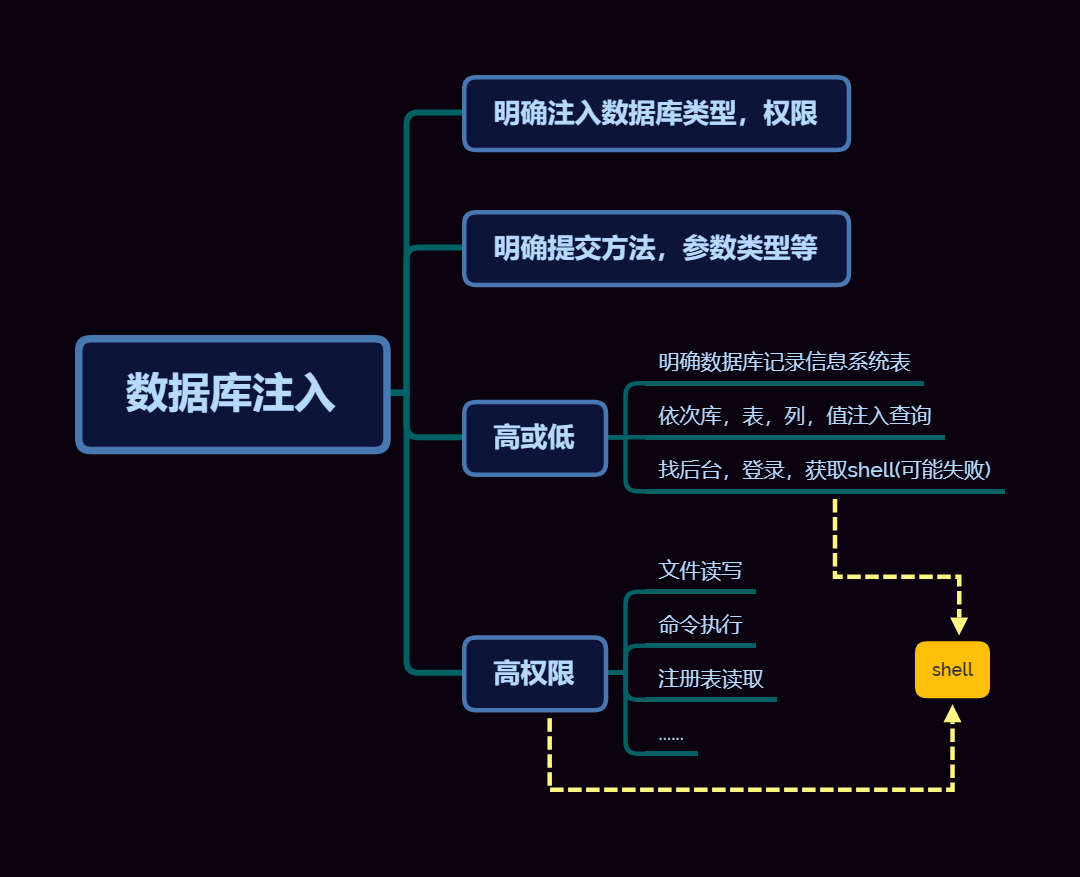 明确注入数据库类型，权限
明确提交方法，参数类型等
数据库注入
高或低
明确数据库记录信息系统表
依次库，表，列，值注入查询
找后台，登录，获取shell(可能失败)
高权限
文件读写
命令执行
注册表读取
......
shell